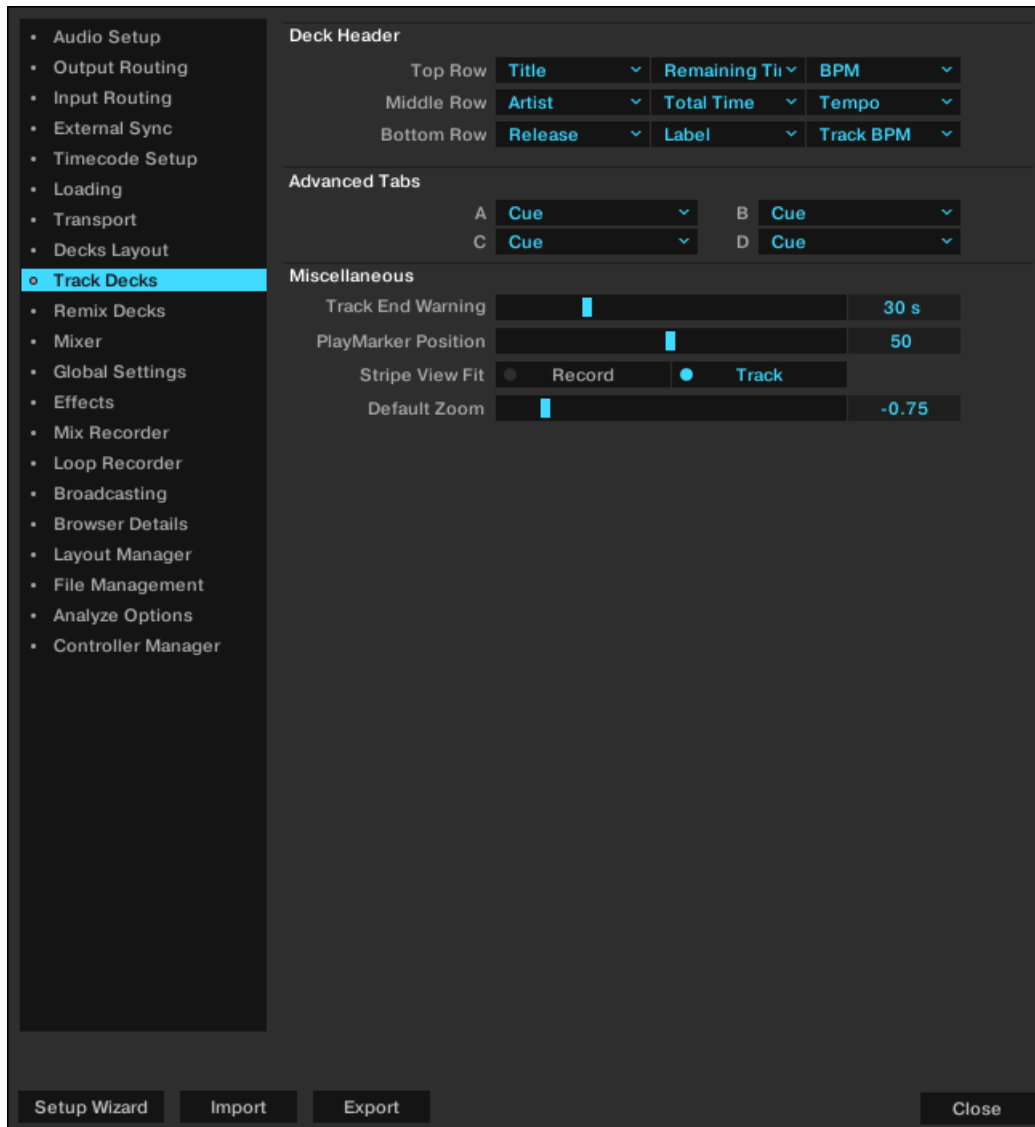 Audio Setup
Output Routing
Input Routing
External Sync
Timecode Setup
Loading
Transport
Decks Layout
Track Decks
Remix Decks
Mixer
Global Settings
Effects
Mix Recorder
Loop Recorder
Broadcasting
Browser Details
Layout Manager
File Management
Analyze Options
Controller Manager
Deck Header
Top Row Title Remaining Ti BPM
Middle Row Artist Total Time Tempo
Bottom Row Release Label Track BPM
Advanced Tabs
A Cue B Cue
C Cue D Cue
Miscellaneous
Track End Warning 30 s
PlayMarker Position 50
Stripe View Fit Record Track
Default Zoom -0.75
Setup Wizard Import Export Close